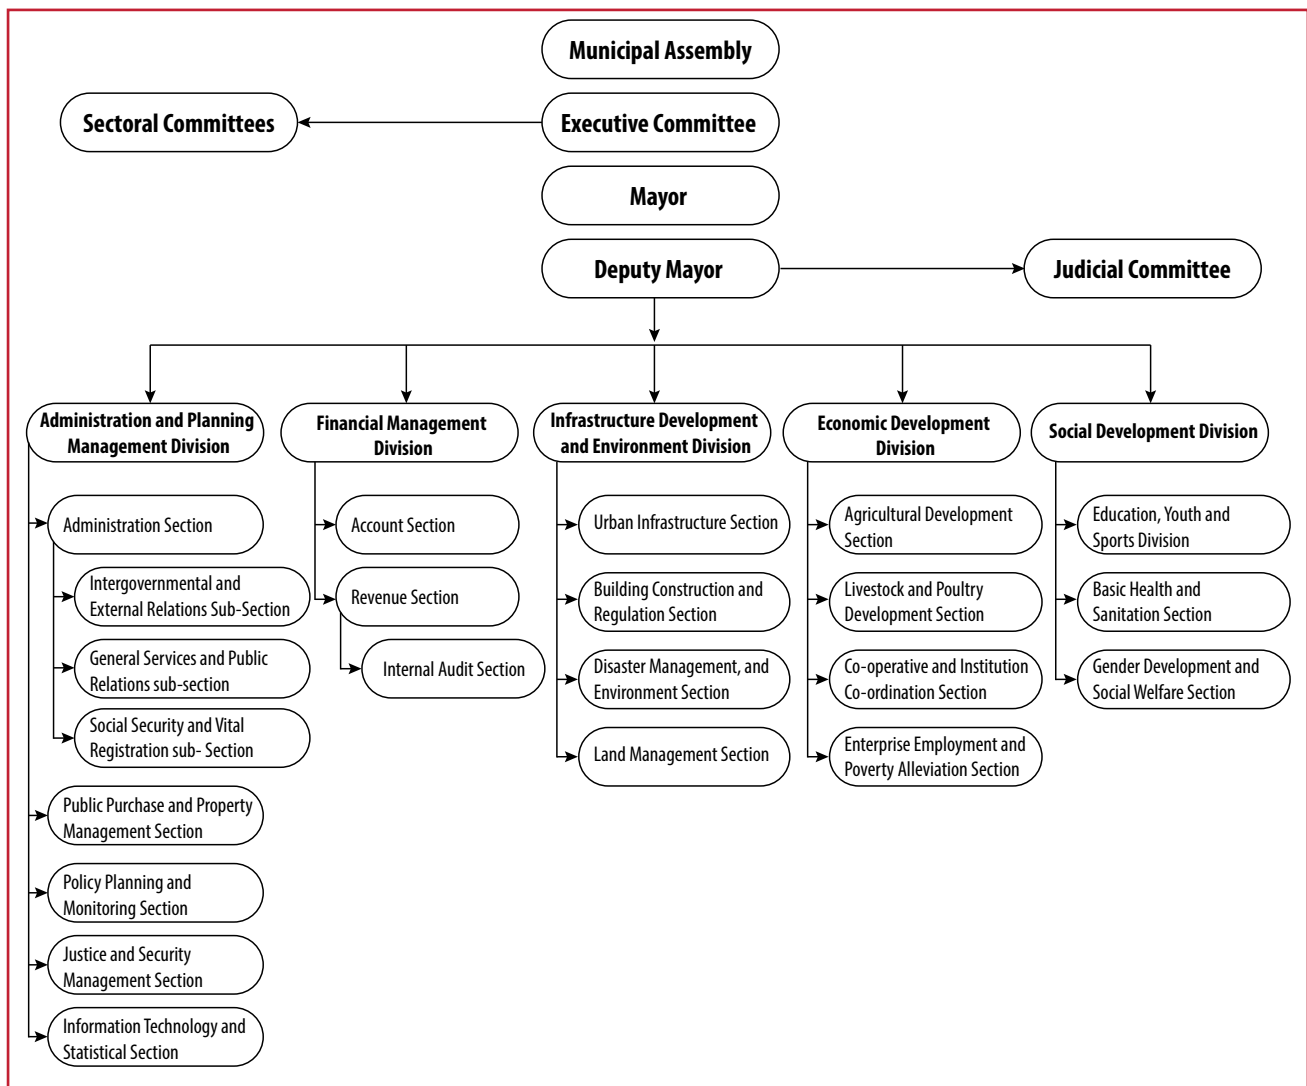 Municipal Assembly
Sectoral Committees
Executive Committee
Mayor
Deputy Mayor
Judicial Committee
Administration and Planning
Management Division
Financial Management
Division
Infrastructure Development
and Environment Division
Economic Development
Division
Social Development Division
Administration Section
Intergovernmental and
External Relations Sub-Section
General Services and Public
Relations sub-section
Social Security and Vital
Registration sub- Section
Public Purchase and Property
Management Section
Policy Planning and
Monitoring Section
Justice and Security
Management Section
Information Technology and
Statistical Section
Account Section
Revenue Section
Internal Audit Section
Urban Infrastructure Section
Building Construction and
Regulation Section
Disaster Management, and
Environment Section
Land Management Section
Agricultural Development
Section
Livestock and Poultry
Development Section
Co-operative and Institution
Co-ordination Section
Enterprise Employment and
Poverty Alleviation Section
Education, Youth and
Sports Division
Basic Health and
Sanitation Section
Gender Development and
Social Welfare Section